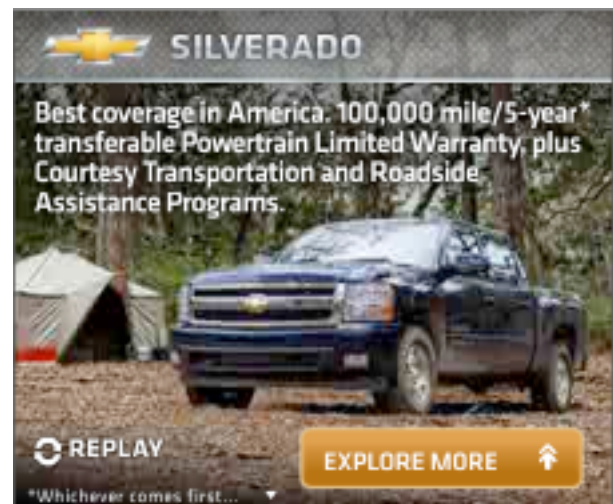 SILVERADO
Best coverage in America. 100,000 mile/5-year*
transferable Powertrain Limited Warranty, plus
Courtesy Transportation and Roadside
Assistance Programs.
REPLAY
EXPLORE MORE
*Whichever comes first...